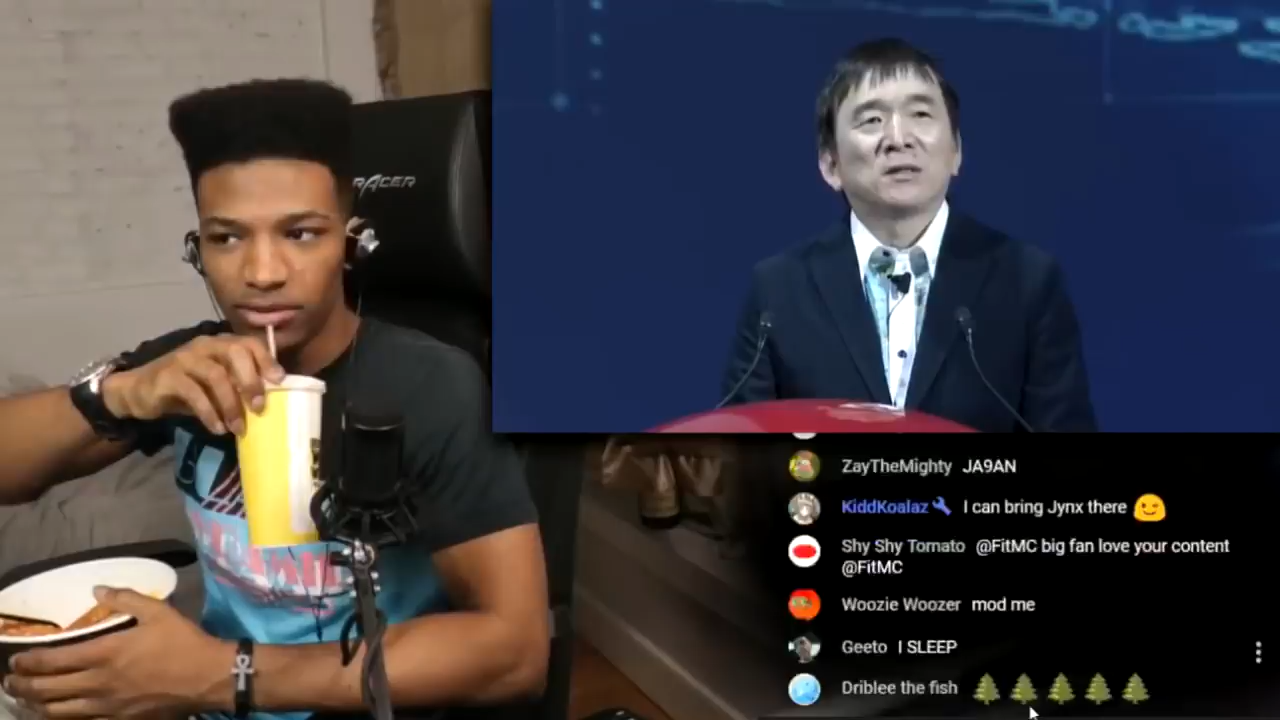 RACER
ZayTheMighty JA9AN
KiddKoalaz I can bring Jynx there
Shy Shy Tomato @FitMC big fan love your content
@FitMC
Woozie Woozer mod me
Geeto I SLEEP
Driblee the fish